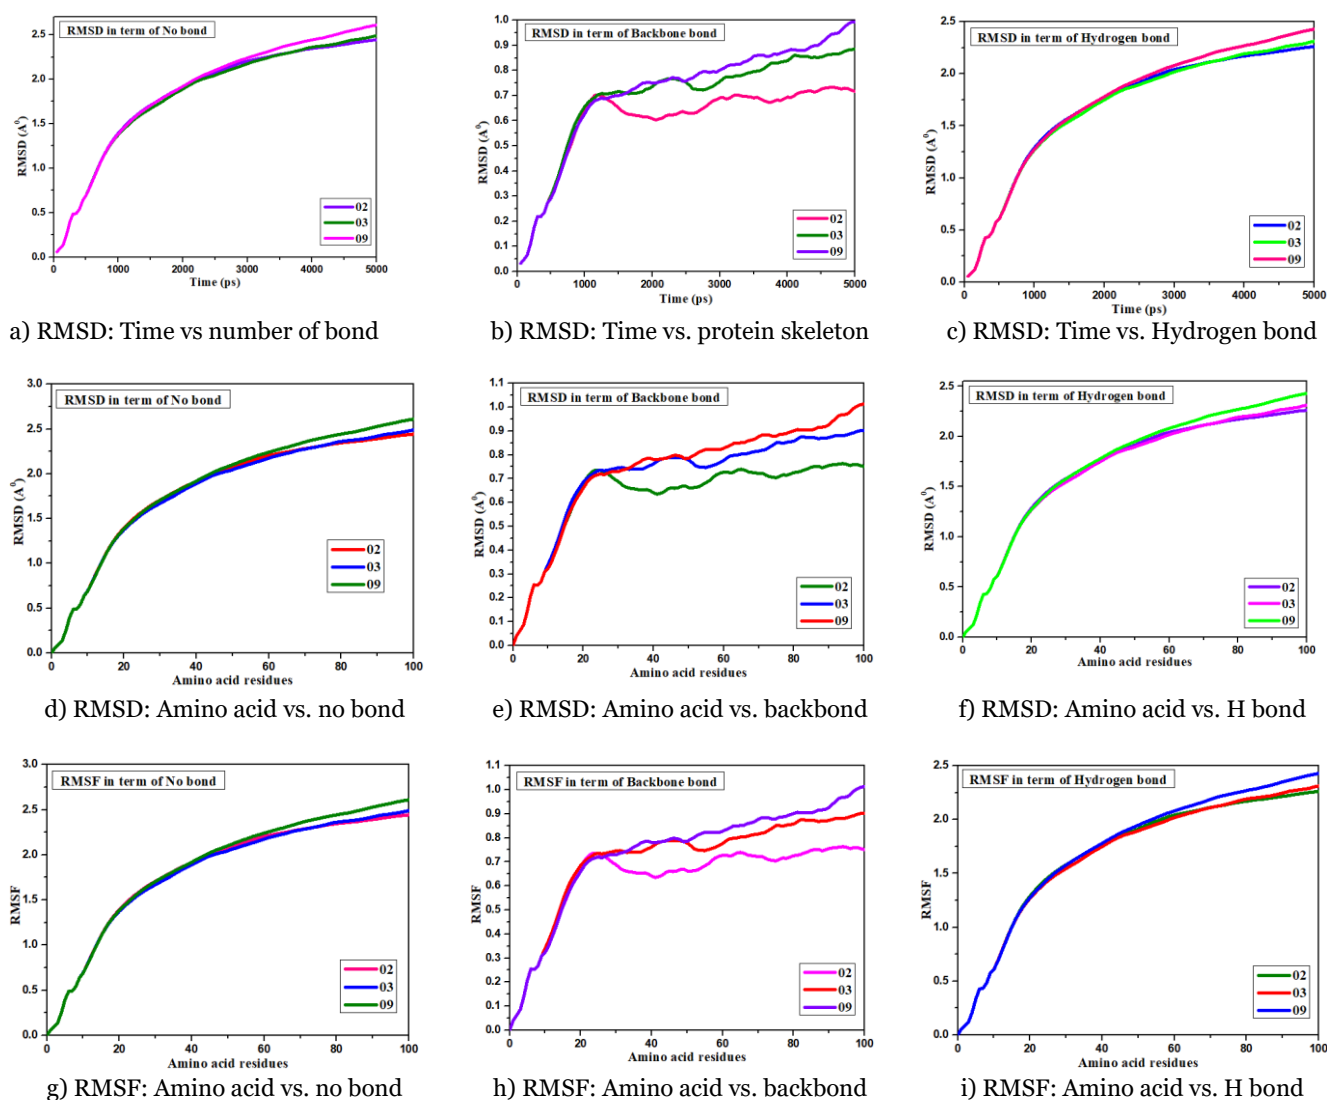 RMSD in term of No bond
RMSD (A⁰)
2.5
2.0
1.5
1.0
0.5
0.0
02
03
09
0 1000 2000 3000 4000 5000
Time (ps)
a) RMSD: Time vs number of bond
RMSD in term of Backbone bond
RMSD (A⁰)
1.0
0.9
0.8
0.7
0.6
0.5
0.4
0.3
0.2
0.1
0.0
02
03
09
0 1000 2000 3000 4000 5000
Time (ps)
b) RMSD: Time vs. protein skeleton
RMSD in term of Hydrogen bond
RMSD (A⁰)
2.5
2.0
1.5
1.0
0.5
0.0
02
03
09
0 1000 2000 3000 4000 5000
Time (ps)
c) RMSD: Time vs. Hydrogen bond
RMSD in term of No bond
RMSD (A⁰)
3.0
2.5
2.0
1.5
1.0
0.5
0.0
02
03
09
0 20 40 60 80 100
Amino acid residues
d) RMSD: Amino acid vs. no bond
RMSD in term of Backbone bond
RMSD (A⁰)
1.1
1.0
0.9
0.8
0.7
0.6
0.5
0.4
0.3
0.2
0.1
0.0
02
03
09
0 20 40 60 80 100
Amino acid residues
e) RMSD: Amino acid vs. backbond
RMSD in term of Hydrogen bond
RMSD (A⁰)
2.5
2.0
1.5
1.0
0.5
0.0
02
03
09
0 20 40 60 80 100
Amino acid residues
f) RMSD: Amino acid vs. H bond
RMSF in term of No bond
RMSF
3.0
2.5
2.0
1.5
1.0
0.5
0.0
02
03
09
0 20 40 60 80 100
Amino acid residues
g) RMSF: Amino acid vs. no bond
RMSF in term of Backbone bond
RMSF
1.1
1.0
0.9
0.8
0.7
0.6
0.5
0.4
0.3
0.2
0.1
0.0
02
03
09
0 20 40 60 80 100
Amino acid residues
h) RMSF: Amino acid vs. backbond
RMSF in term of Hydrogen bond
RMSF
2.5
2.0
1.5
1.0
0.5
0.0
02
03
09
0 20 40 60 80 100
Amino acid residues
i) RMSF: Amino acid vs. H bond